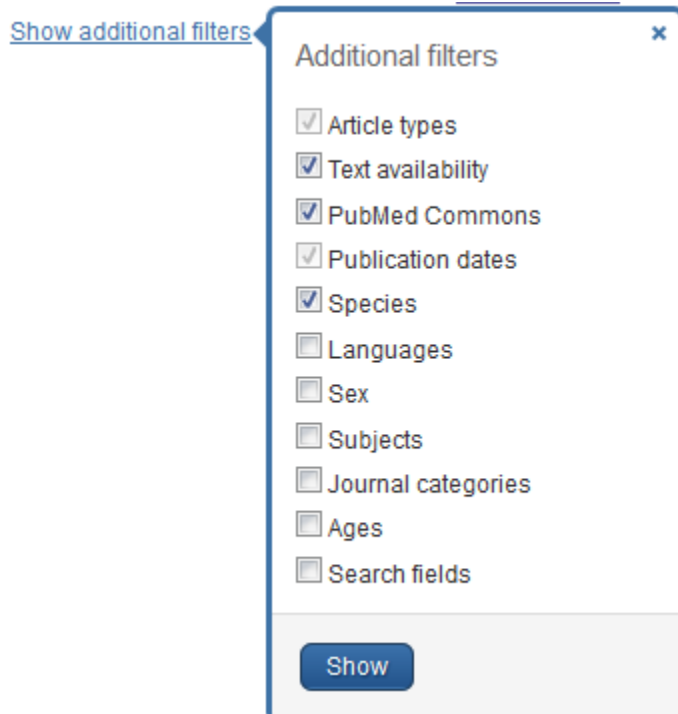 Show additional filters
Additional filters
Article types
Text availability
PubMed Commons
Publication dates
Species
Languages
Sex
Subjects
Journal categories
Ages
Search fields
Show